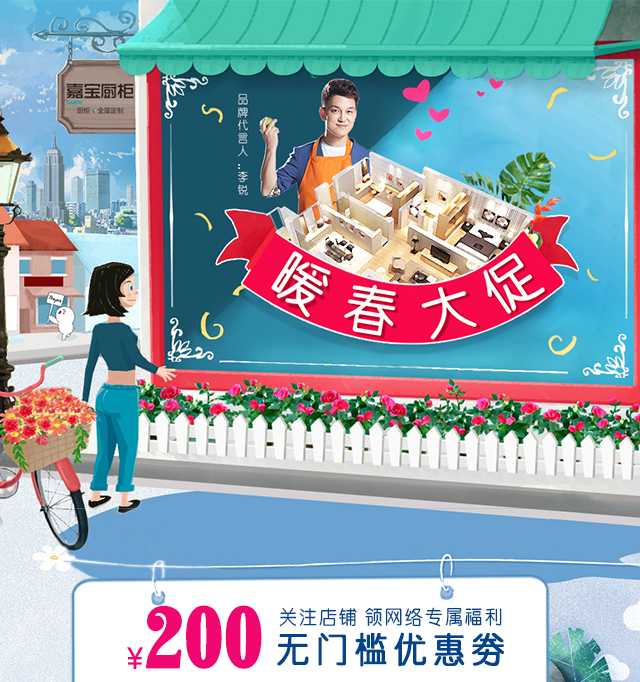 嘉宝厨柜
橱柜 全屋定制
品牌代言人：李锐
暖春大促
¥200
关注店铺 领网络专属福利
无门槛优惠券